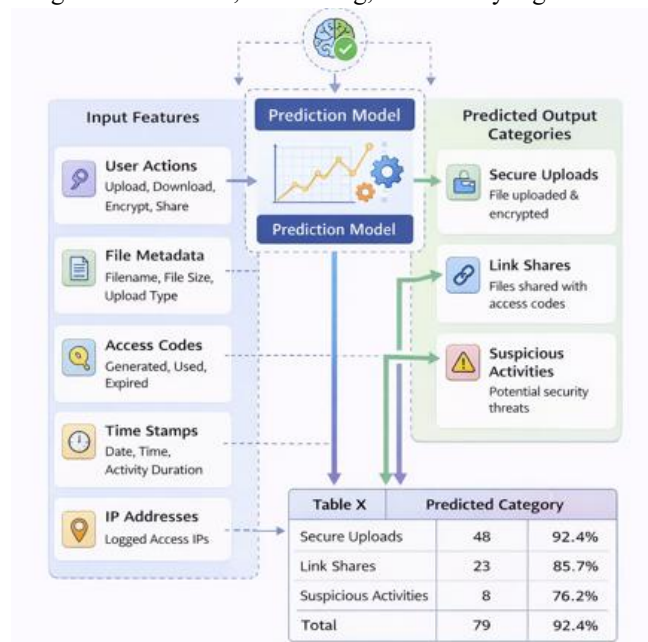 Input Features
User Actions
Upload, Download,
Encrypt, Share
File Metadata
Filename, File Size,
Upload Type
Access Codes
Generated, Used,
Expired
Time Stamps
Date, Time,
Activity Duration
IP Addresses
Logged Access IPs
Prediction Model
Prediction Model
Predicted Output
Categories
Secure Uploads
File uploaded &
encrypted
Link Shares
Files shared with
access codes
Suspicious
Activities
Potential security
threats
Table X Predicted Category
Secure Uploads 48 92.4%
Link Shares 23 85.7%
Suspicious Activities 8 76.2%
Total 79 92.4%